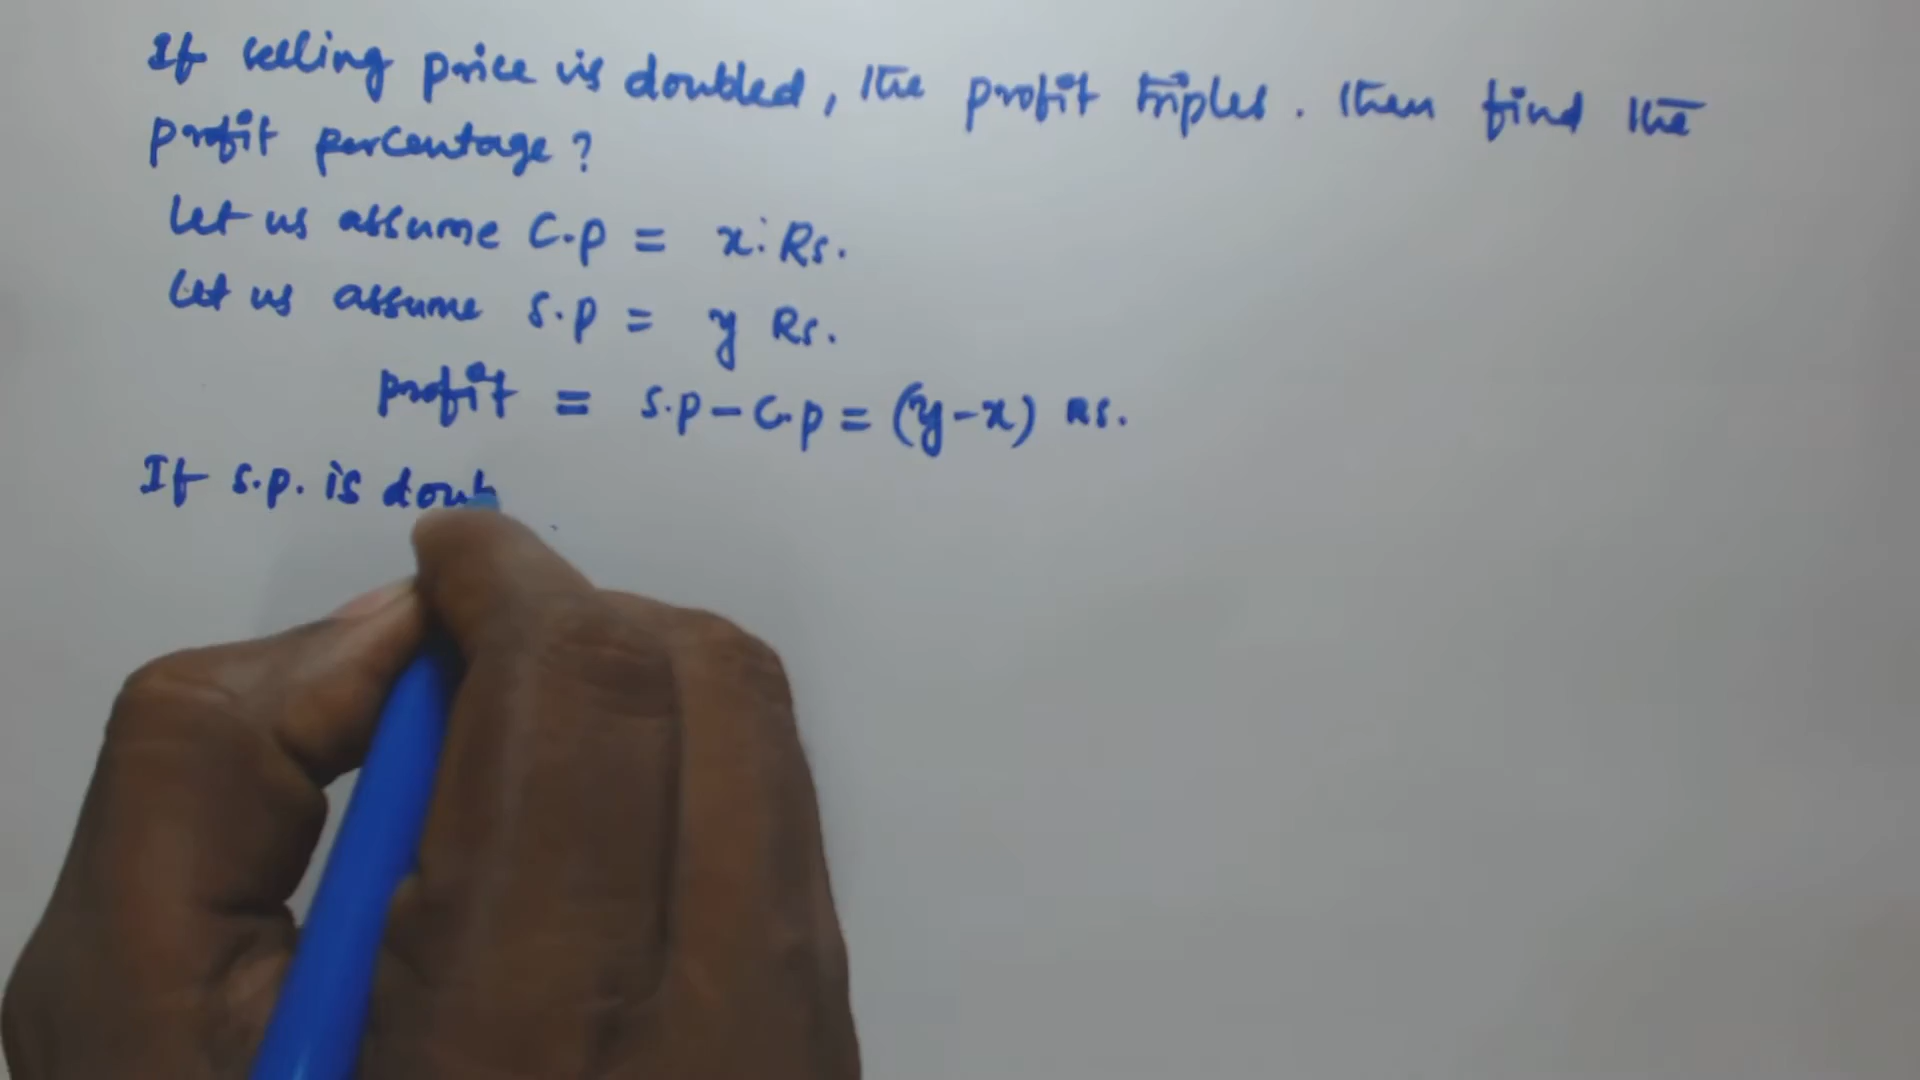 If selling price is doubled, the profit triples. Then find the
profit percentage?
Let us assume C.P = x Rs.
Let us assume S.P = y Rs.
profit = S.P - C.P = (y-x) Rs.
If S.P. is doub